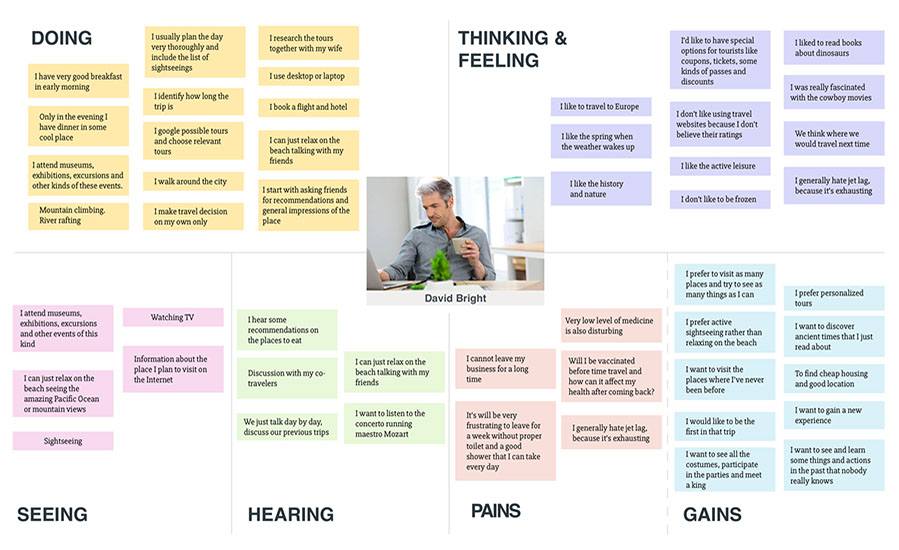 DOING
I have very good breakfast
in early morning
Only in the evening I
have dinner in some
cool place
I attend museums,
exhibitions, excursions and
other kinds of these events.
Mountain climbing.
River rafting
I usually plan the day
very thoroughly and
include the list of
sightseeings
I identify how long the
trip is
I google possible tours
and choose relevant
tours
I walk around the city
I make travel decision
on my own only
I research the tours
together with my wife
I use desktop or laptop
I book a flight and hotel
I can just relax on the
beach talking with my
friends
I start with asking friends
for recommendations and
general impressions of the
place
THINKING &
FEELING
I like to travel to Europe
I like the spring when
the weather wakes up
I like the history
and nature
I'd like to have special
options for tourists like
coupons, tickets, some
kinds of passes and
discounts
I don't like using travel
websites because I don't
believe their ratings
I like the active leisure
I don't like to be frozen
I liked to read books
about dinosaurs
I was really fascinated
with the cowboy movies
We think where we
would travel next time
I generally hate jet lag,
because it's exhausting
David Bright
I attend museums,
exhibitions, excursions
and other events of this
kind
I can just relax on the
beach seeing the
amazing Pacific Ocean
or mountain views
Sightseeing
Watching TV
Information about the
place I plan to visit on
the Internet
SEEING
I hear some
recommendations on
the places to eat
Discussion with my co-
travelers
We just talk day by day,
discuss our previous trips
I can just relax on the
beach talking with my
friends
I want to listen to the
concerto running
maestro Mozart
HEARING
I cannot leave my
business for a long
time
It's will be very
frustrating to leave for
a week without proper
toilet and a good
shower that I can take
every day
Very low level of medicine
is also disturbing
Will I be vaccinated
before time travel and
how can it affect my
health after coming back?
I generally hate jet lag,
because it's exhausting
PAINS
I prefer to visit as many
places and try to see as
many things as I can
I prefer active
sightseeing rather than
relaxing on the beach
I want to visit the
places where I've never
been before
I would like to be the
first in that trip
I want to see all the
costumes, participate
in the parties and meet
a king
I prefer personalized
tours
I want to discover
ancient times that I just
read about
To find cheap housing
and good location
I want to gain a new
experience
I want to see and learn
some things and actions
in the past that nobody
really knows
GAINS